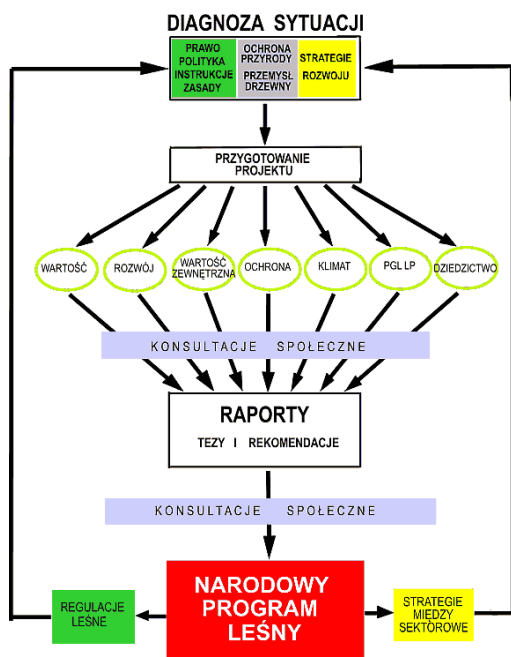 DIAGNOZA SYTUACJI
PRAWO
POLITYKA
INSTRUKCJE
ZASADY
OCHRONA
PRZYRODY
PRZEMYSŁ
DRZEWNY
STRATEGIE
ROZWOJU
PRZYGOTOWANIE
PROJEKTU
WARTOŚĆ
ROZWÓJ
WARTOŚĆ
ZEWNĘTRZNA
OCHRONA
KLIMAT
PGL LP
DZIEDZICTWO
KONSULTACJE SPOŁECZNE
RAPORTY
TEZY I REKOMENDACJE
KONSULTACJE SPOŁECZNE
NARODOWY
PROGRAM
LEŚNY
REGULACJE
LEŚNE
STRATEGIE
MIĘDZY
SEKTOROWE